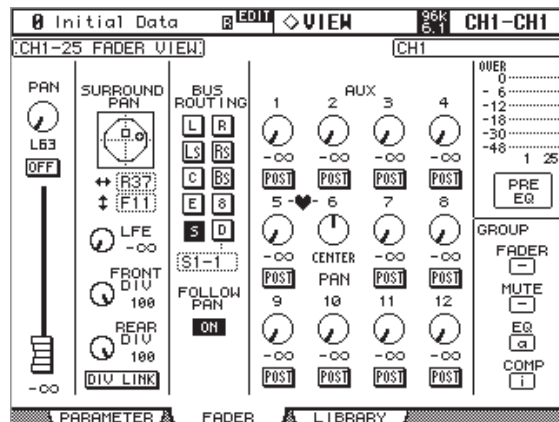 0 Initial Data R EDIT ◇VIEW 96k 6.1 CH1-CH1
CH1-25 FADER VIEW
CH1
PAN
L63
OFF
-∞
SURROUND PAN
↔ R37
↕ F11
LFE
-∞
FRONT DIV
100
REAR DIV
100
DIV LINK
BUS ROUTING
L R
Ls Rs
C Bs
E 8
S D
S1-1
FOLLOW PAN
ON
AUX
1 2 3 4
-∞ -∞ -∞ -∞
POST POST POST POST
5-♥-6 7 8
-∞ CENTER -∞ -∞
POST PAN POST POST
9 10 11 12
-∞ -∞ -∞ -∞
POST POST POST POST
OVER
0
-6
-12
-18
-30
-48
1 25
PRE EQ
GROUP
FADER
-
MUTE
-
EQ
a
COMP
i
PARAMETER FADER LIBRARY